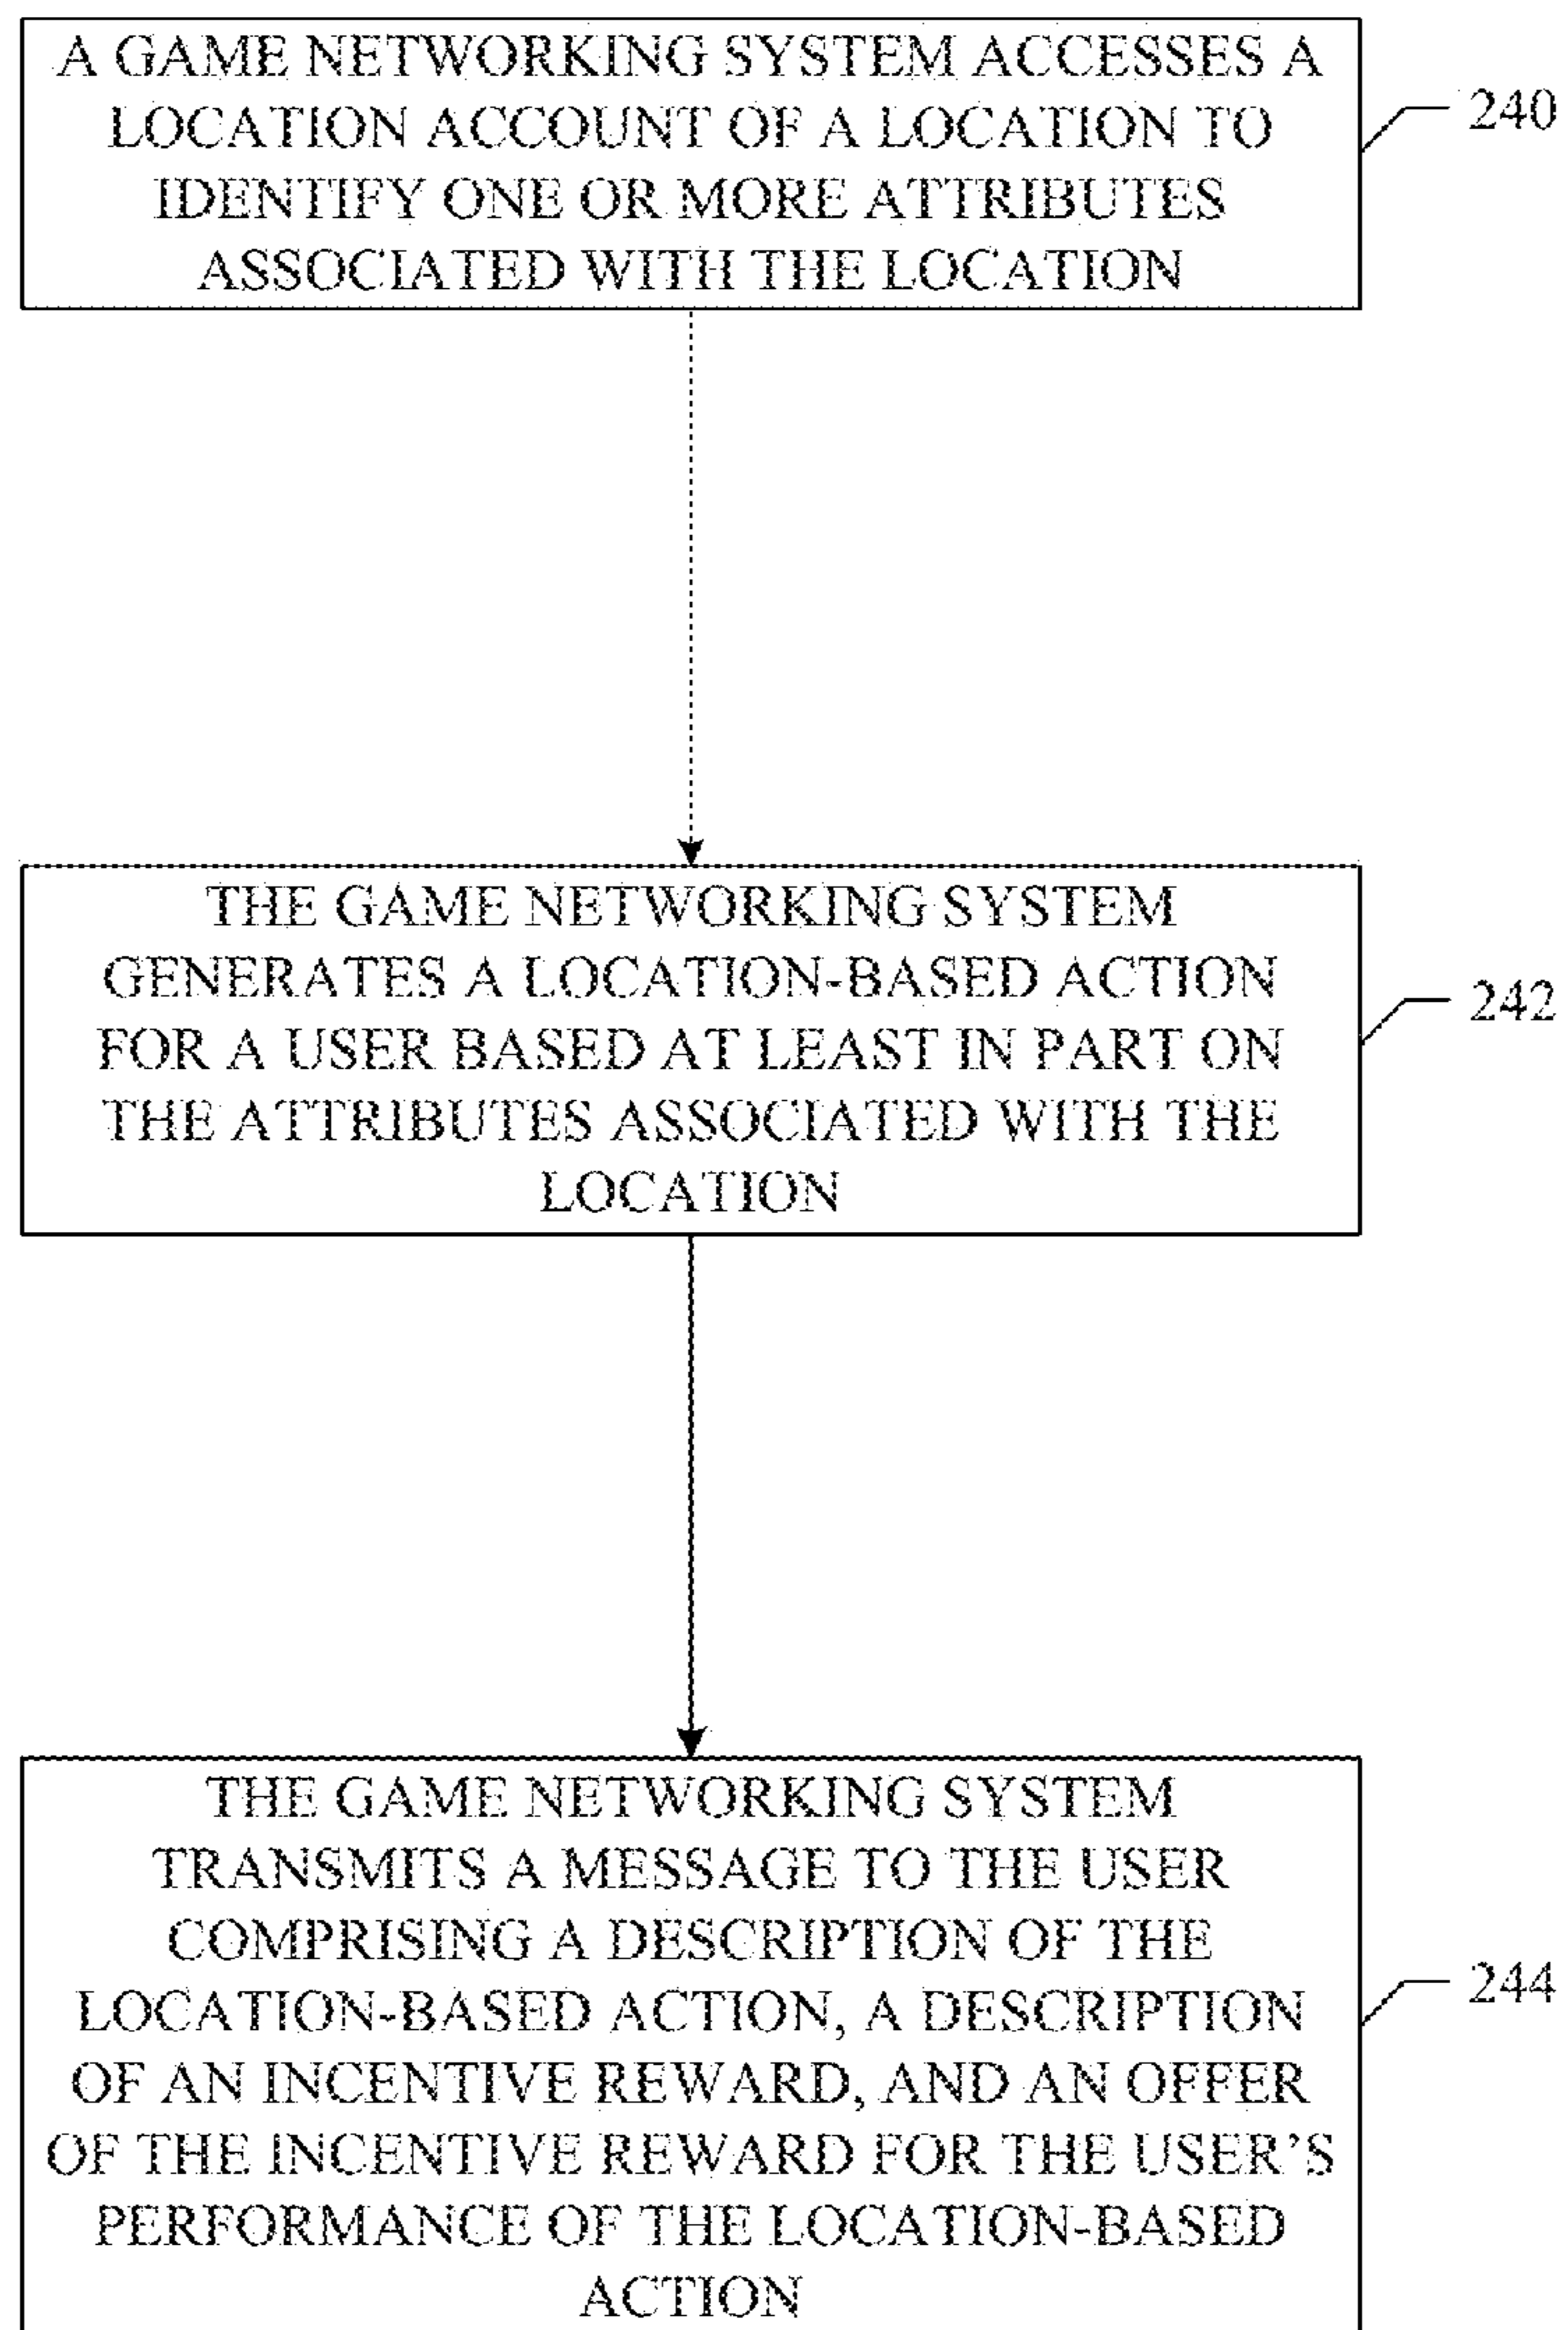 A GAME NETWORKING SYSTEM ACCESSES A
LOCATION ACCOUNT OF A LOCATION TO
IDENTIFY ONE OR MORE ATTRIBUTES
ASSOCIATED WITH THE LOCATION
240
THE GAME NETWORKING SYSTEM
GENERATES A LOCATION-BASED ACTION
FOR A USER BASED AT LEAST IN PART ON
THE ATTRIBUTES ASSOCIATED WITH THE
LOCATION
242
THE GAME NETWORKING SYSTEM
TRANSMITS A MESSAGE TO THE USER
COMPRISING A DESCRIPTION OF THE
LOCATION-BASED ACTION, A DESCRIPTION
OF AN INCENTIVE REWARD, AND AN OFFER
OF THE INCENTIVE REWARD FOR THE USER’S
PERFORMANCE OF THE LOCATION-BASED
ACTION
244